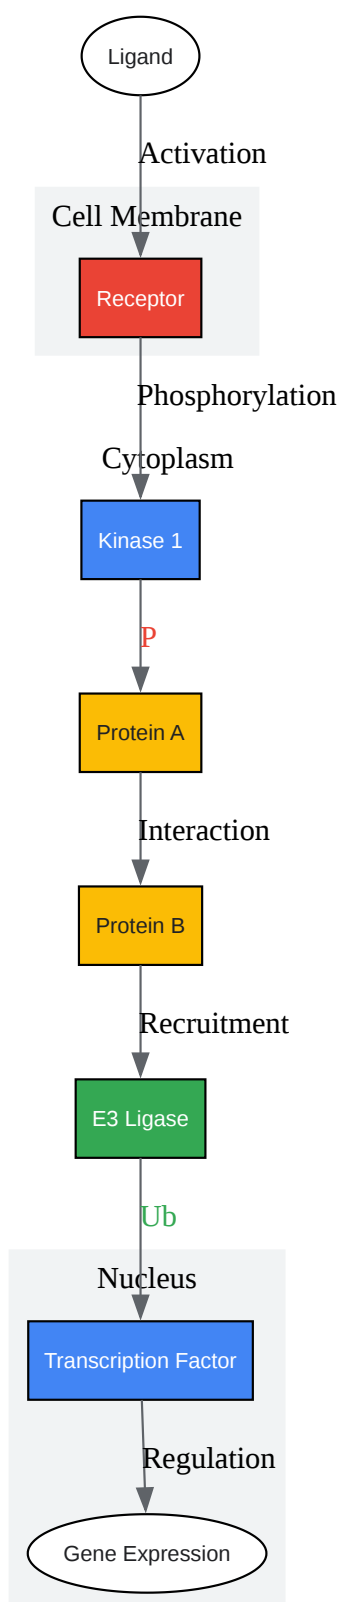 Ligand
Activation
Cell Membrane
Receptor
Phosphorylation
Cytoplasm
Kinase 1
P
Protein A
Interaction
Protein B
Recruitment
E3 Ligase
Ub
Nucleus
Transcription Factor
Regulation
Gene Expression